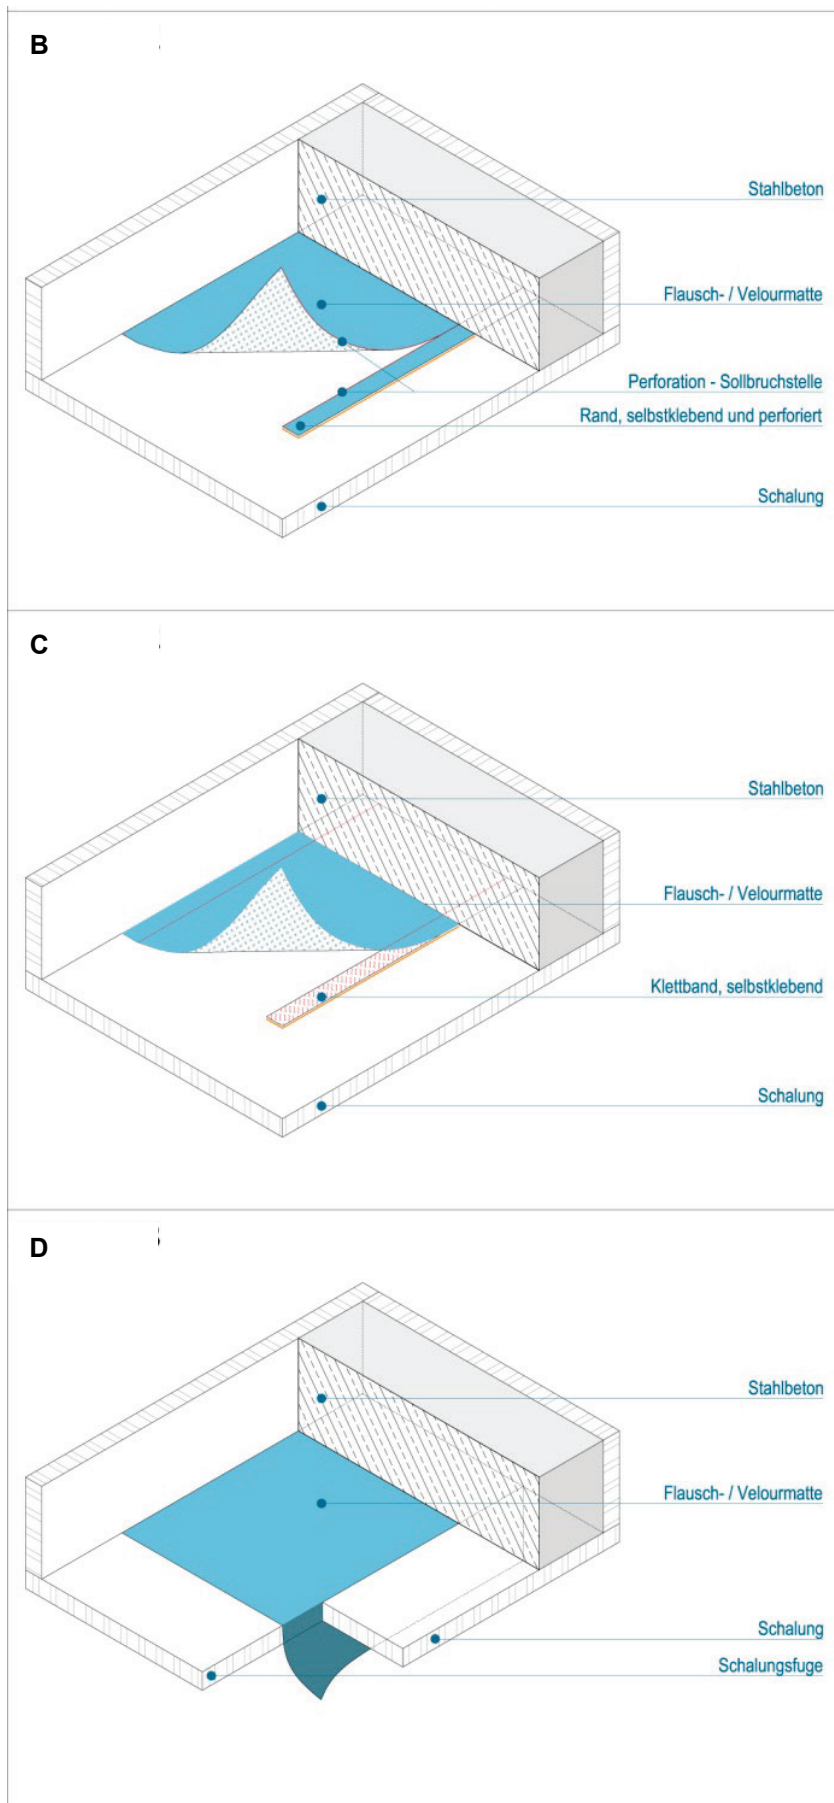 B
Stahlbeton
Flausch- / Velourmatte
Perforation - Sollbruchstelle
Rand, selbstklebend und perforiert
Schalung
C
Stahlbeton
Flausch- / Velourmatte
Klettband, selbstklebend
Schalung
D
Stahlbeton
Flausch- / Velourmatte
Schalung
Schalungsfuge